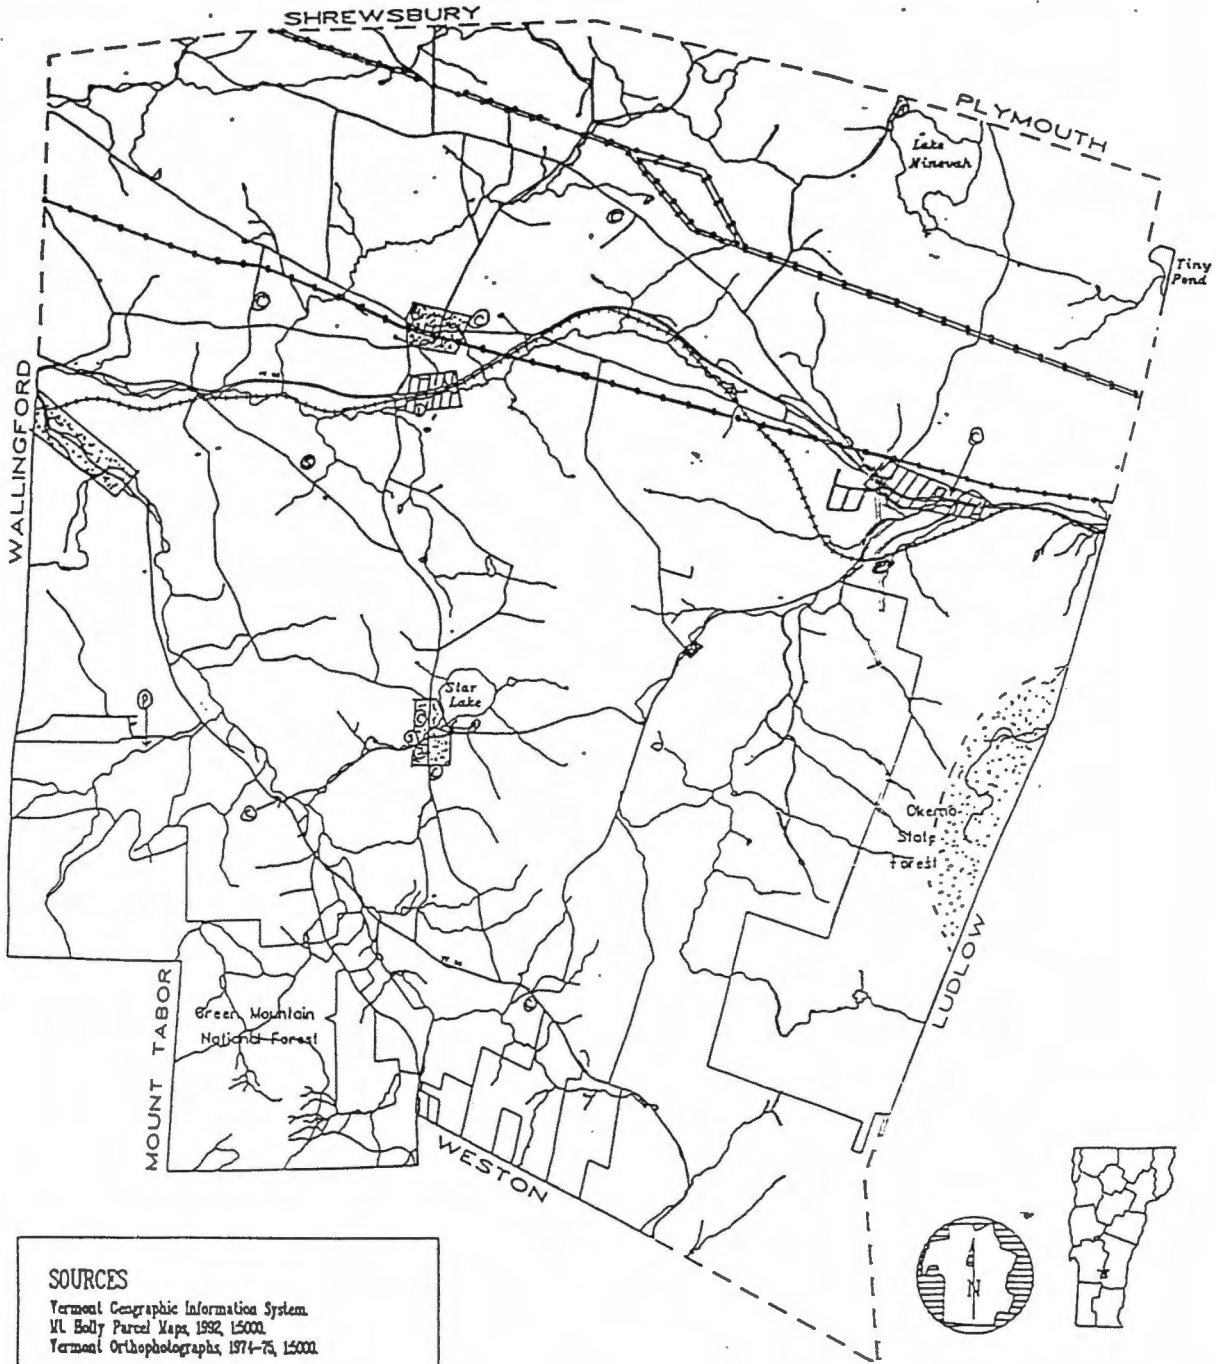 SHREWSBURY
PLYMOUTH
Lake
Ninevah
Tiny
Pond
WALLINGFORD
Star
Lake
Okemo
State
Forest
LUDLOW
MOUNT TABOR
Green Mountain
National Forest
WESTON
N
SOURCES
Vermont Geographic Information System
Mt. Holly Parcel Maps, 1992, 1:5000.
Vermont Orthophotographs, 1974-75, 1:5000.